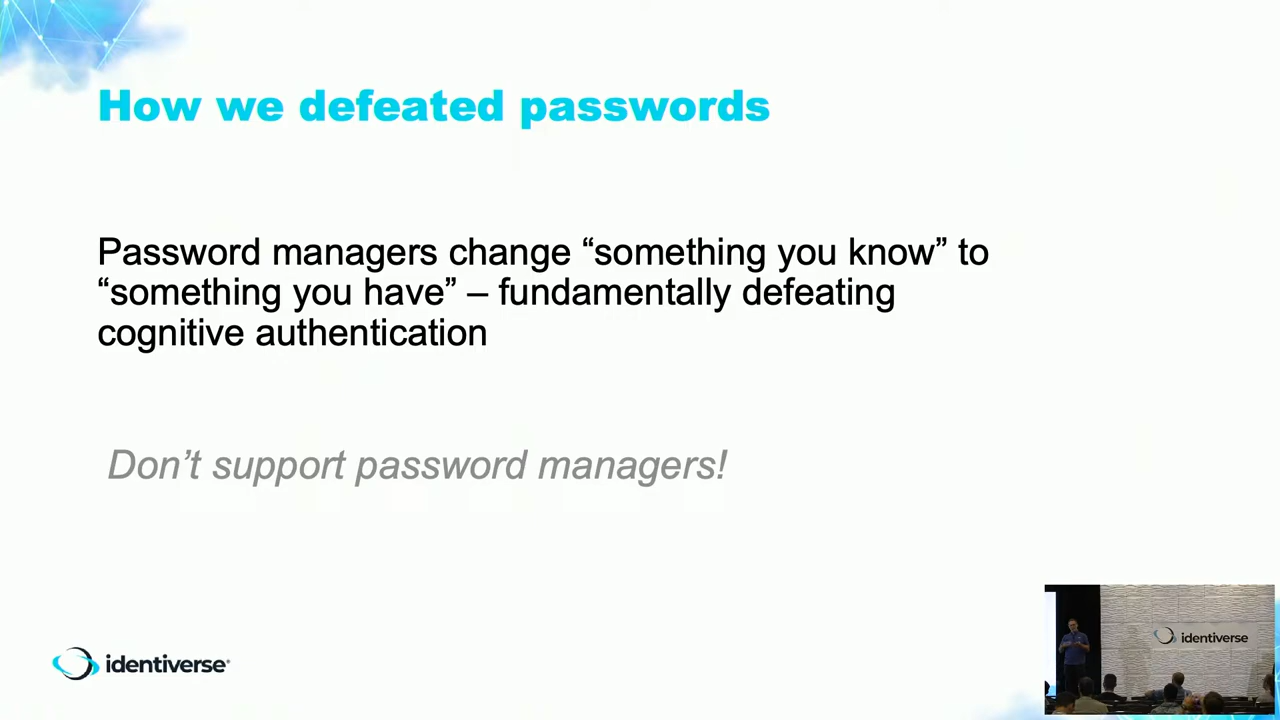 How we defeated passwords
Password managers change “something you know” to
“something you have” – fundamentally defeating
cognitive authentication
Don’t support password managers!
identiverse®
identiverse